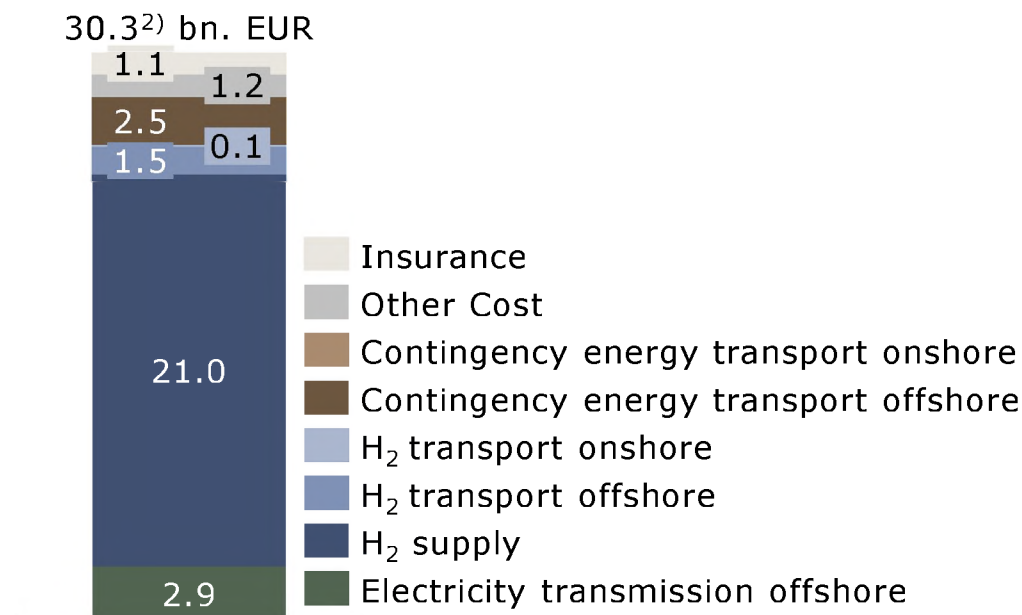 30.3²⁾ bn. EUR
1.1
1.2
2.5
0.1
1.5
21.0
2.9
Insurance
Other Cost
Contingency energy transport onshore
Contingency energy transport offshore
H₂ transport onshore
H₂ transport offshore
H₂ supply
Electricity transmission offshore